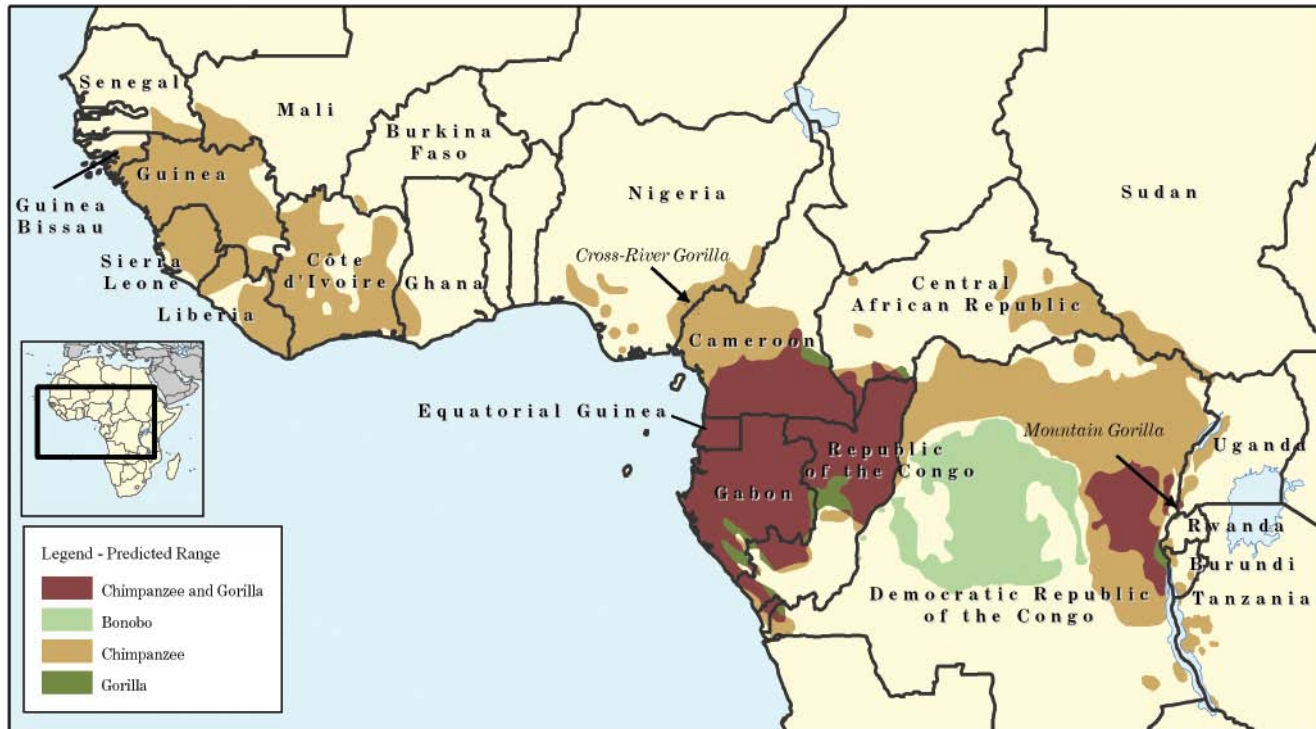 Senegal
Mali
Burkina
Faso
Guinea
Guinea
Bissau
Nigeria
Sudan
Sierra
Leone
Côte
d'Ivoire
Ghana
Liberia
Cross-River Gorilla
Central
African Republic
Cameroon
Equatorial Guinea
Mountain Gorilla
Republic
of the Congo
Uganda
Gabon
Rwanda
Burundi
Democratic Republic
of the Congo
Tanzania
Legend - Predicted Range
Chimpanzee and Gorilla
Bonobo
Chimpanzee
Gorilla